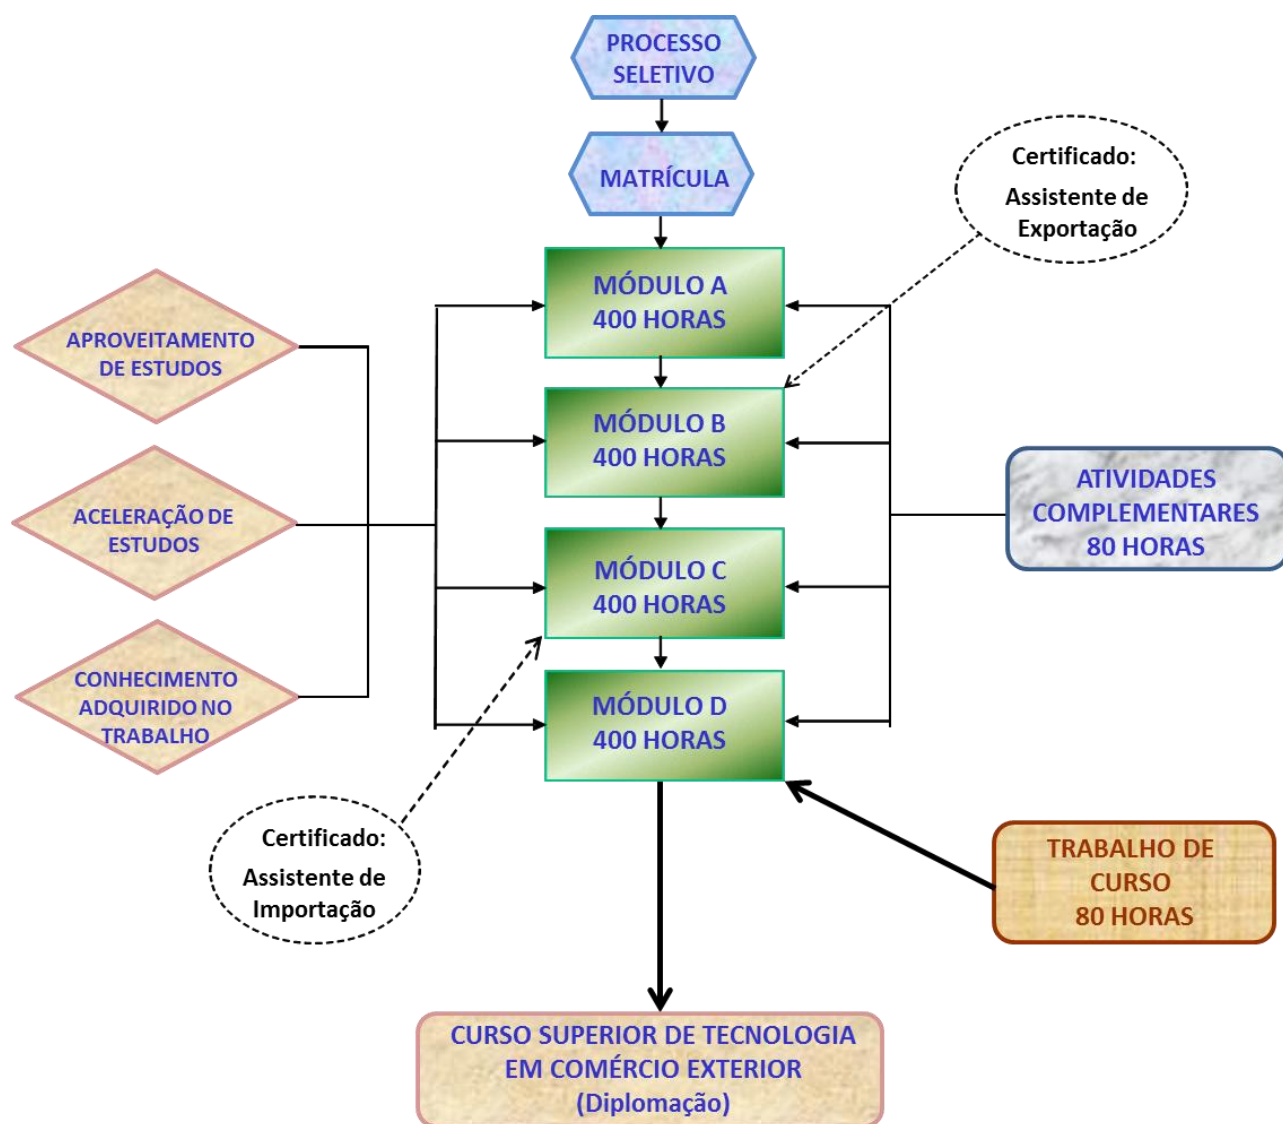 PROCESSO
SELETIVO
MATRÍCULA
Certificado:
Assistente de
Exportação
MÓDULO A
400 HORAS
APROVEITAMENTO
DE ESTUDOS
MÓDULO B
400 HORAS
ATIVIDADES
COMPLEMENTARES
80 HORAS
ACELERAÇÃO DE
ESTUDOS
MÓDULO C
400 HORAS
CONHECIMENTO
ADQUIRIDO NO
TRABALHO
MÓDULO D
400 HORAS
Certificado:
Assistente de
Importação
TRABALHO DE
CURSO
80 HORAS
CURSO SUPERIOR DE TECNOLOGIA
EM COMÉRCIO EXTERIOR
(Diplomação)